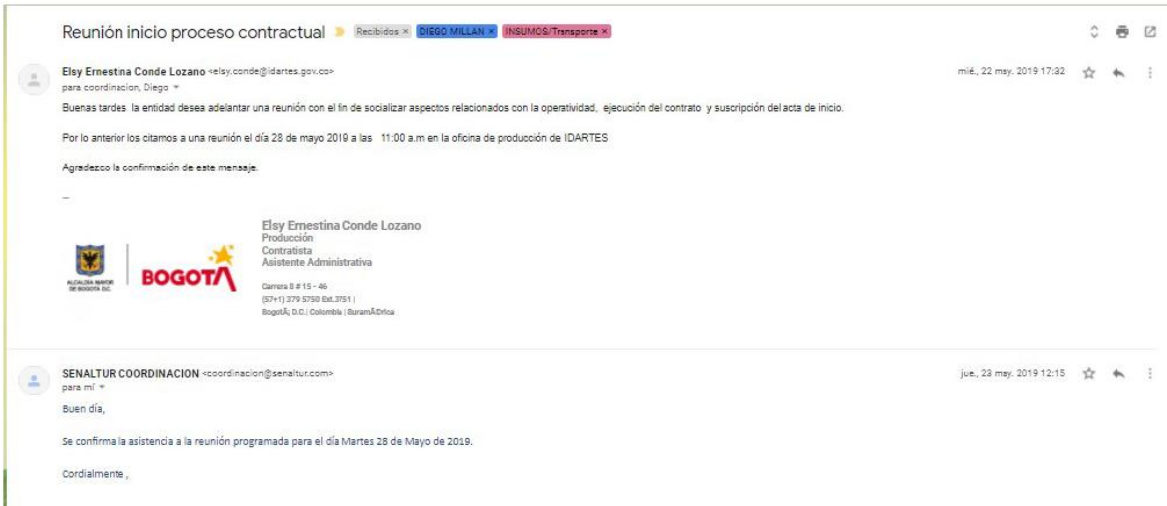 Reunión inicio proceso contractual Recibidos × DIEGO MILLAN × INSUMOS/Transporte ×
Elsy Ernestina Conde Lozano <elsy.conde@idartes.gov.co> mié., 22 may. 2019 17:32
para coordinacion, Diego
Buenas tardes la entidad desea adelantar una reunión con el fin de socializar aspectos relacionados con la operatividad, ejecución del contrato y suscripción del acta de inicio.
Por lo anterior los citamos a una reunión el día 28 de mayo 2019 a las 11:00 a.m en la oficina de producción de IDARTES
Agradezco la confirmación de este mensaje.
--
Elsy Ernestina Conde Lozano
Producción
Contratista
Asistente Administrativa
ALCALDÍA MAYOR
DE BOGOTÁ D.C.
BOGOTÁ
Carrera 8 # 15 - 46
(57+1) 379 5750 Ext.3751 |
BogotÃ¡ D.C.| Colombia | SuramÃ©rica
SENALTUR COORDINACION <coordinacion@senaltur.com> jue., 23 may. 2019 12:15
para mí
Buen día,
Se confirma la asistencia a la reunión programada para el día Martes 28 de Mayo de 2019.
Cordialmente ,